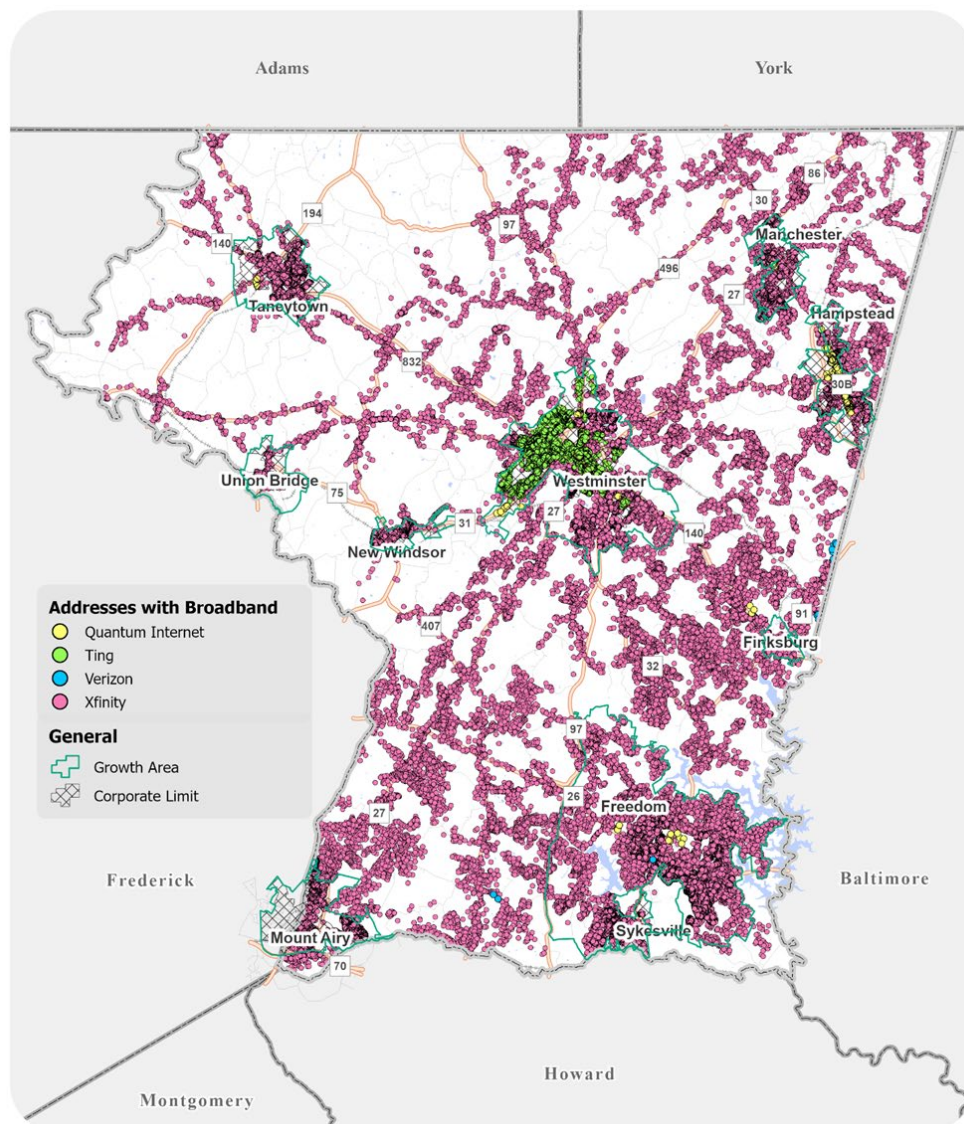 Adams
York
86
194
30
97
Manchester
140
496
27
Taneytown
Hampstead
832
30B
Union Bridge
Westminster
75
27
31
140
New Windsor
Addresses with Broadband
Quantum Internet
Ting
Verizon
Xfinity
General
Growth Area
Corporate Limit
91
407
Finksburg
32
97
26
Freedom
27
Frederick
Baltimore
Mount Airy
Sykesville
70
Howard
Montgomery